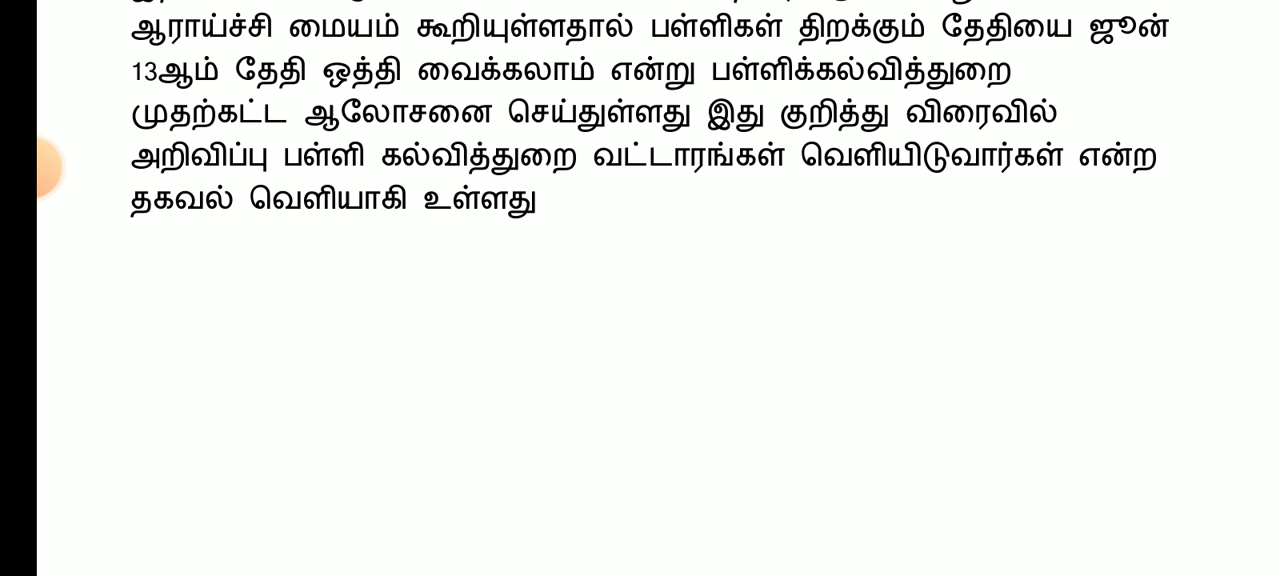 ஆராய்ச்சி மையம் கூறியுள்ளதால் பள்ளிகள் திறக்கும் தேதியை ஜூன்
13ஆம் தேதி ஒத்தி வைக்கலாம் என்று பள்ளிக்கல்வித்துறை
முதற்கட்ட ஆலோசனை செய்துள்ளது இது குறித்து விரைவில்
அறிவிப்பு பள்ளி கல்வித்துறை வட்டாரங்கள் வெளியிடுவார்கள் என்ற
தகவல் வெளியாகி உள்ளது